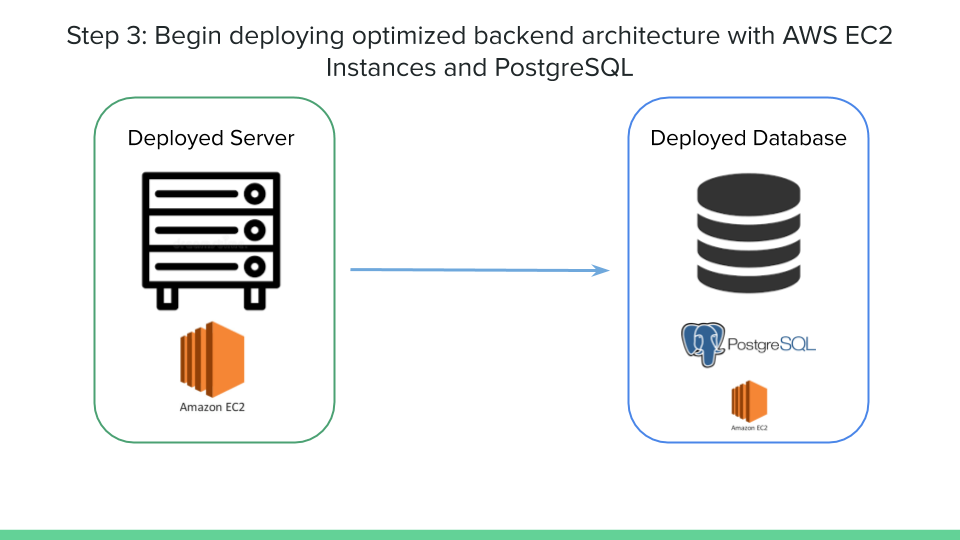 Step 3: Begin deploying optimized backend architecture with AWS EC2
Instances and PostgreSQL
Deployed Server
Amazon EC2
Deployed Database
PostgreSQL
Amazon EC2